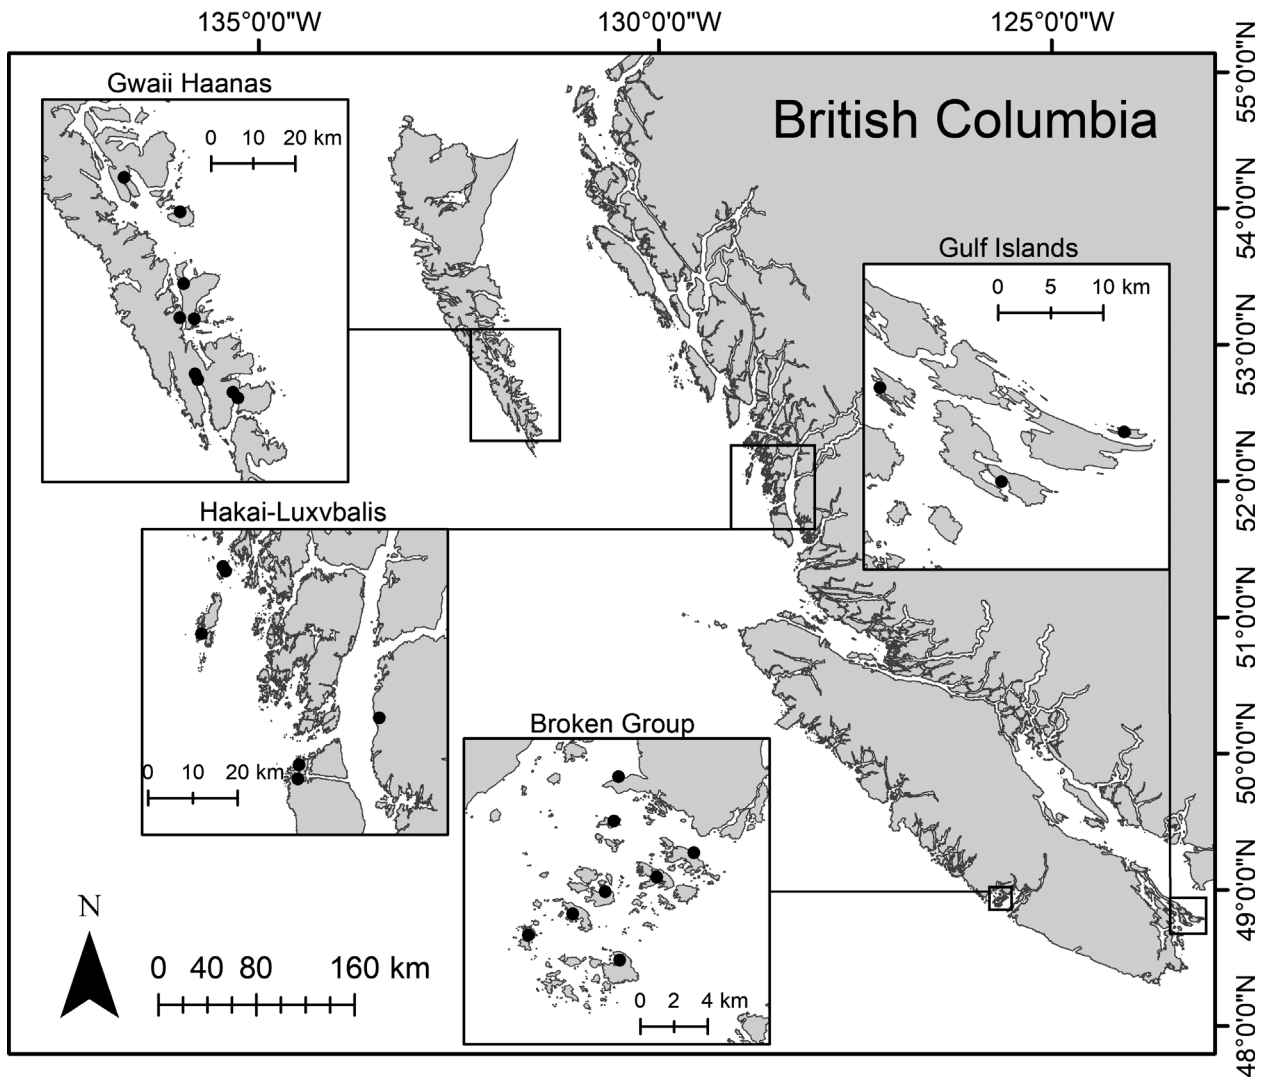 135°0'0"W 130°0'0"W 125°0'0"W
Gwaii Haanas
0 10 20 km
British Columbia
55°0'0"N
54°0'0"N
53°0'0"N
52°0'0"N
51°0'0"N
50°0'0"N
49°0'0"N
48°0'0"N
Gulf Islands
0 5 10 km
Hakai-Luxvbalis
0 10 20 km
Broken Group
0 2 4 km
N
0 40 80 160 km